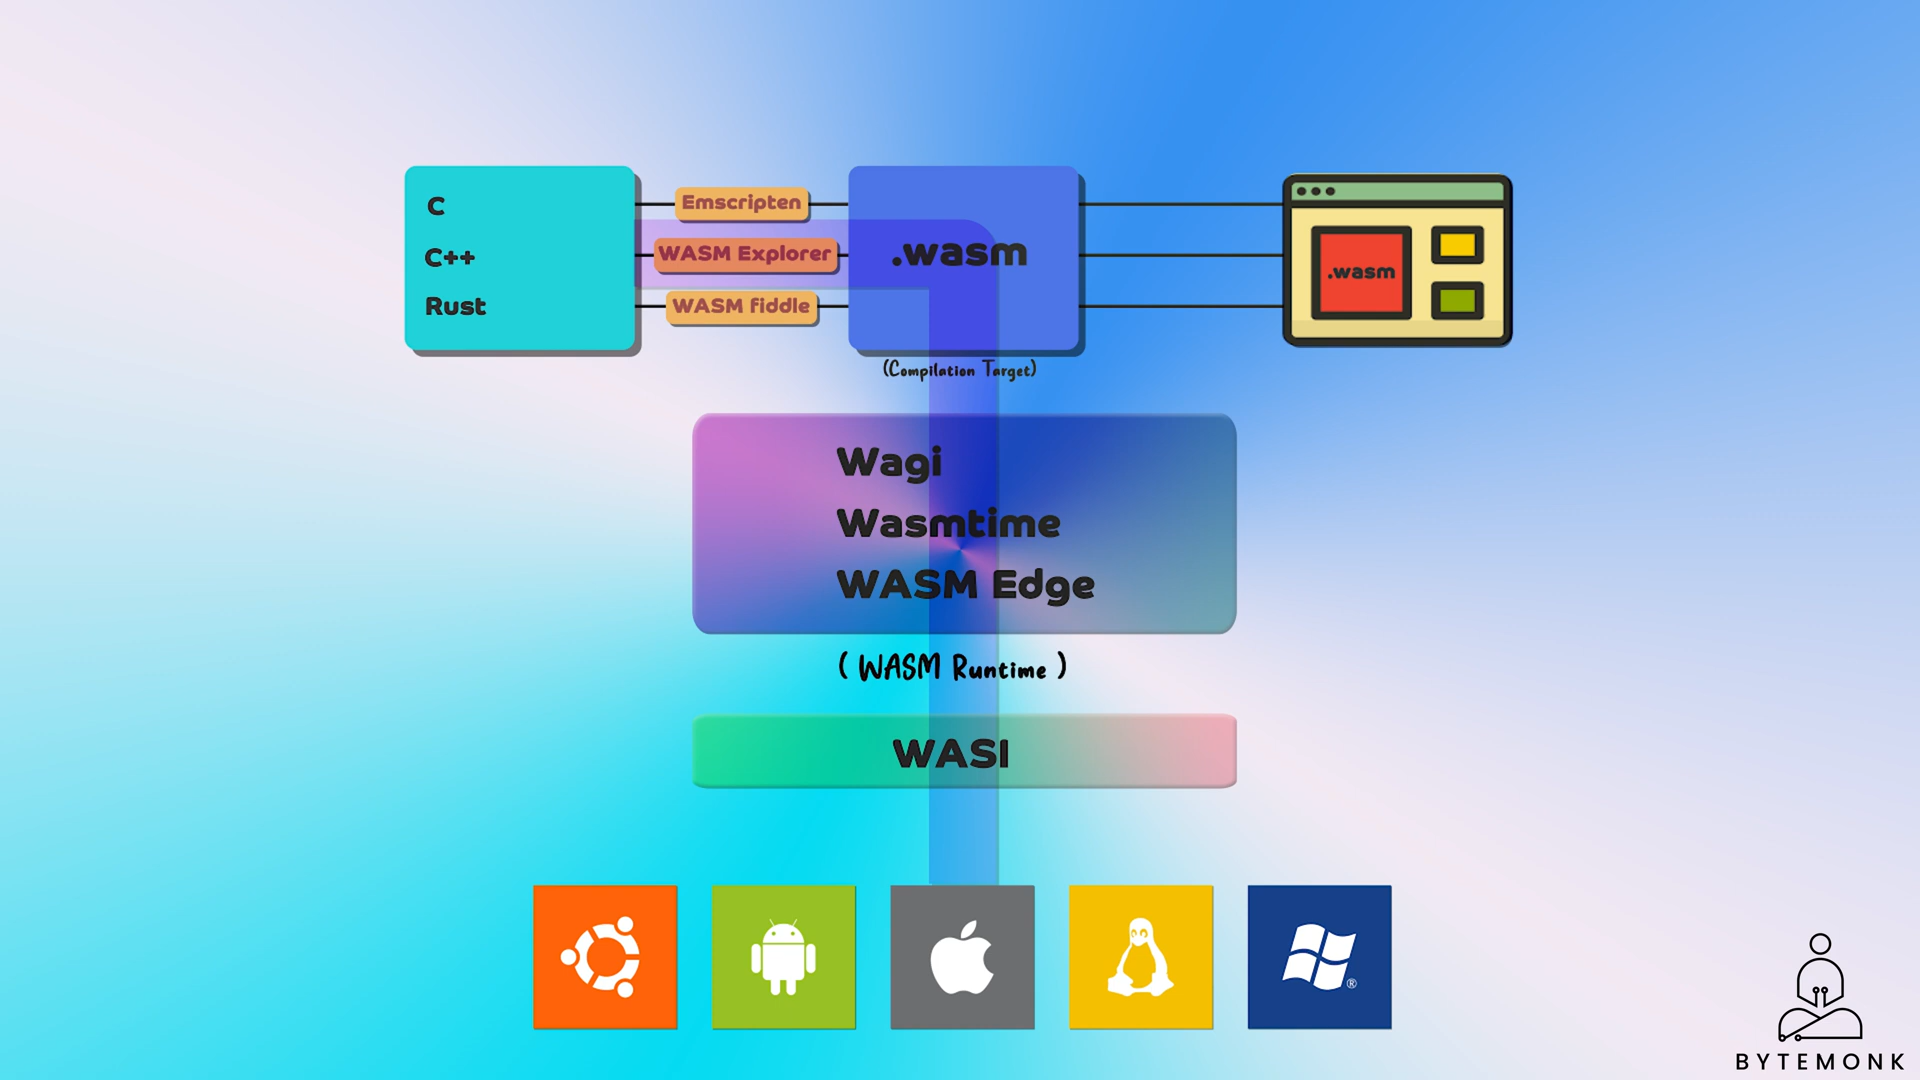 C
C++
Rust
Emscripten
WASM Explorer
WASM fiddle
.wasm
(Compilation Target)
.wasm
Wagi
Wasmtime
WASM Edge
( WASM Runtime )
WASI
®
BYTEMONK